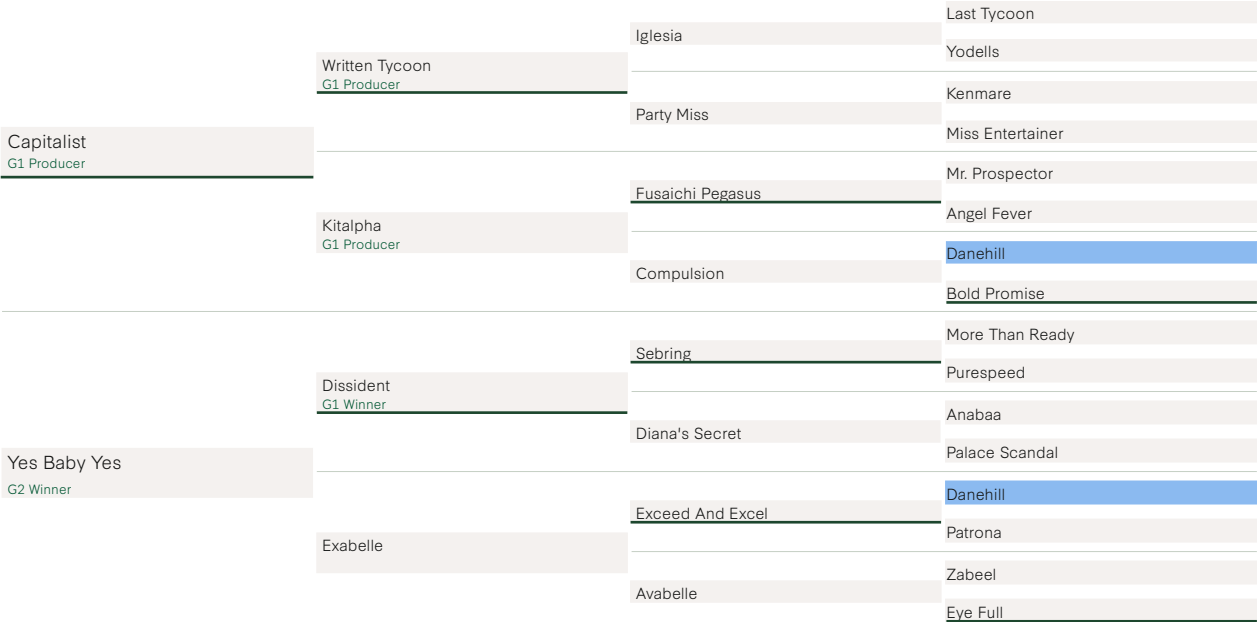 Capitalist
G1 Producer
Yes Baby Yes
G2 Winner
Written Tycoon
G1 Producer
Kitalpha
G1 Producer
Dissident
G1 Winner
Exabelle
Iglesia
Party Miss
Fusaichi Pegasus
Compulsion
Sebring
Diana's Secret
Exceed And Excel
Avabelle
Last Tycoon
Yodells
Kenmare
Miss Entertainer
Mr. Prospector
Angel Fever
Danehill
Bold Promise
More Than Ready
Purespeed
Anabaa
Palace Scandal
Danehill
Patrona
Zabeel
Eye Full